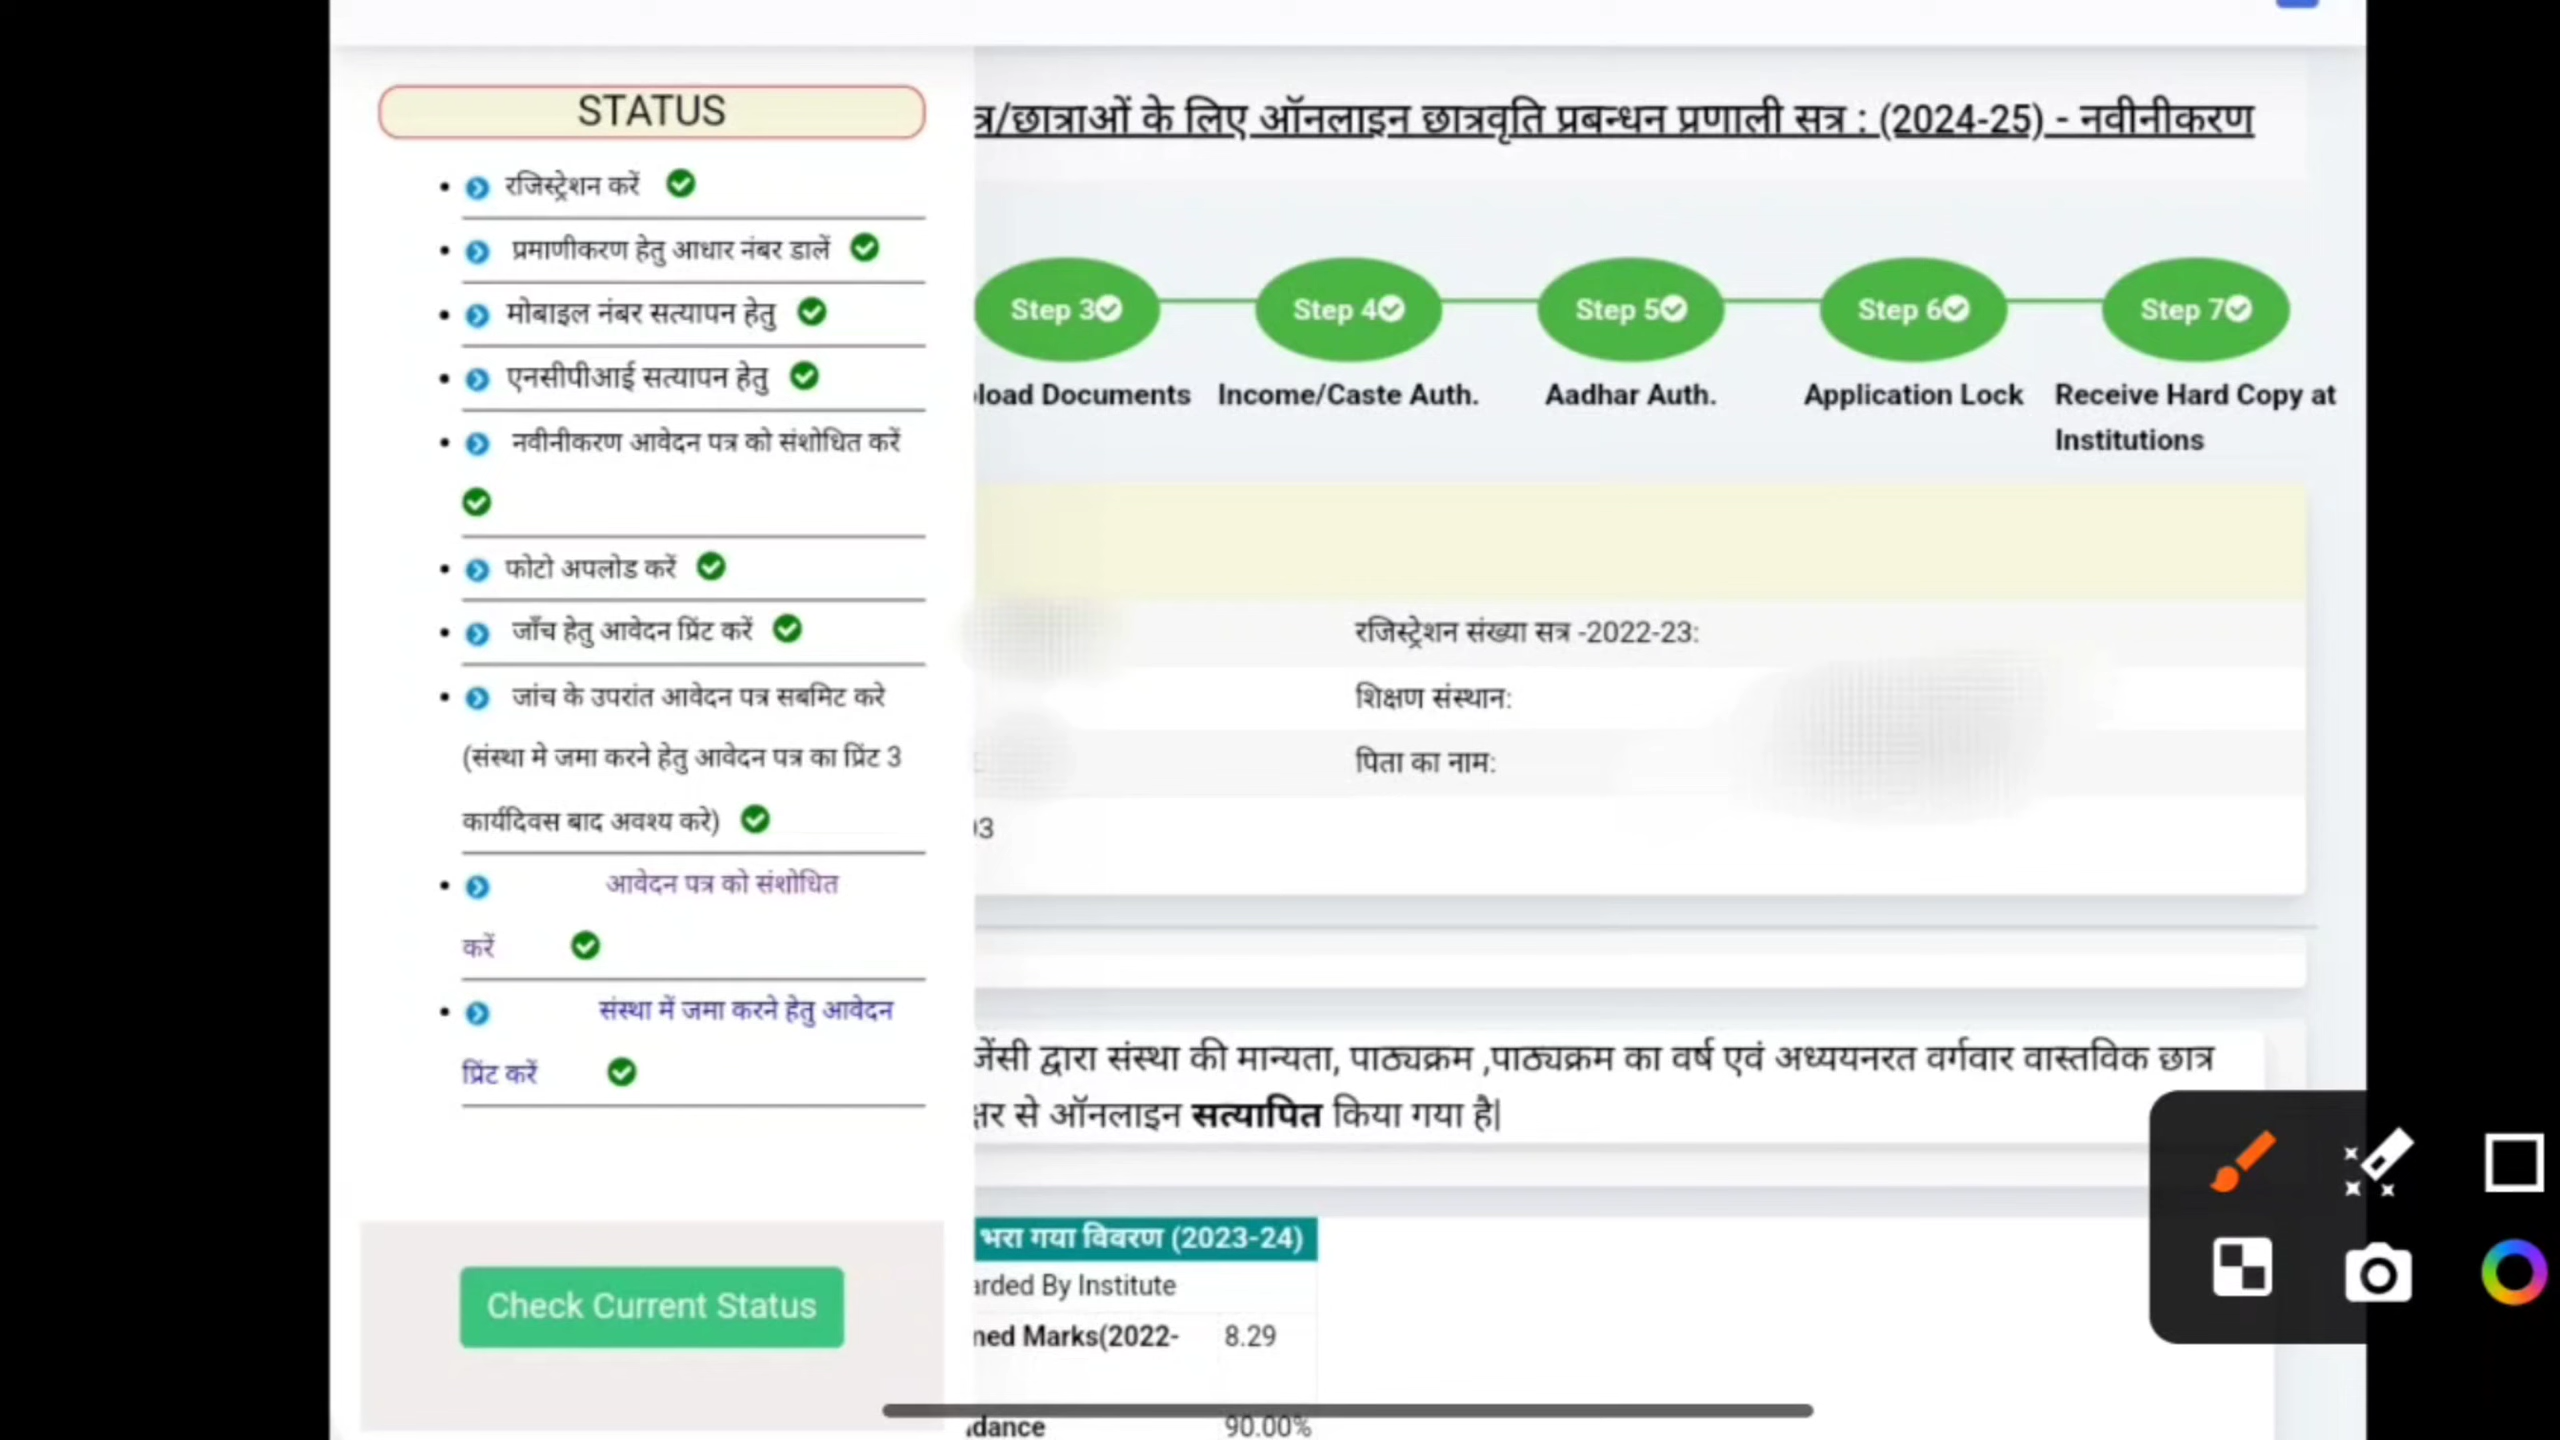 STATUS
रजिस्ट्रेशन करें
प्रमाणीकरण हेतु आधार नंबर डालें
मोबाइल नंबर सत्यापन हेतु
एनसीपीआई सत्यापन हेतु
नवीनीकरण आवेदन पत्र को संशोधित करें
फोटो अपलोड करें
जाँच हेतु आवेदन प्रिंट करें
जांच के उपरांत आवेदन पत्र सबमिट करे
(संस्था मे जमा करने हेतु आवेदन पत्र का प्रिंट 3
कार्यदिवस बाद अवश्य करे)
आवेदन पत्र को संशोधित
करें
संस्था में जमा करने हेतु आवेदन
प्रिंट करें
Check Current Status
त्र/छात्राओं के लिए ऑनलाइन छात्रवृति प्रबन्धन प्रणाली सत्र : (2024-25) - नवीनीकरण
Step 3 Step 4 Step 5 Step 6 Step 7
load Documents Income/Caste Auth. Aadhar Auth. Application Lock Receive Hard Copy at
Institutions
रजिस्ट्रेशन संख्या सत्र -2022-23:
शिक्षण संस्थान:
पिता का नाम:
03
जेंसी द्वारा संस्था की मान्यता, पाठ्यक्रम ,पाठ्यक्रम का वर्ष एवं अध्ययनरत वर्गवार वास्तविक छात्र
क्षर से ऑनलाइन सत्यापित किया गया है|
भरा गया विवरण (2023-24)
arded By Institute
ned Marks(2022- 8.29
dance 90.00%